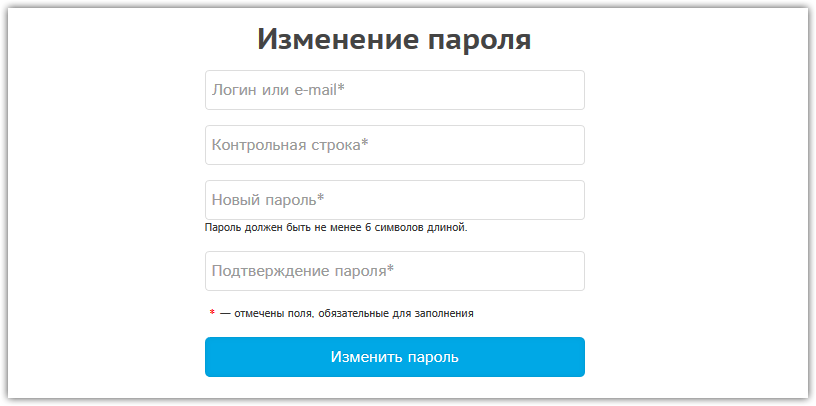 Изменение пароля
Логин или e-mail*
Контрольная строка*
Новый пароль*
Пароль должен быть не менее 6 символов длиной.
Подтверждение пароля*
* — отмечены поля, обязательные для заполнения
Изменить пароль